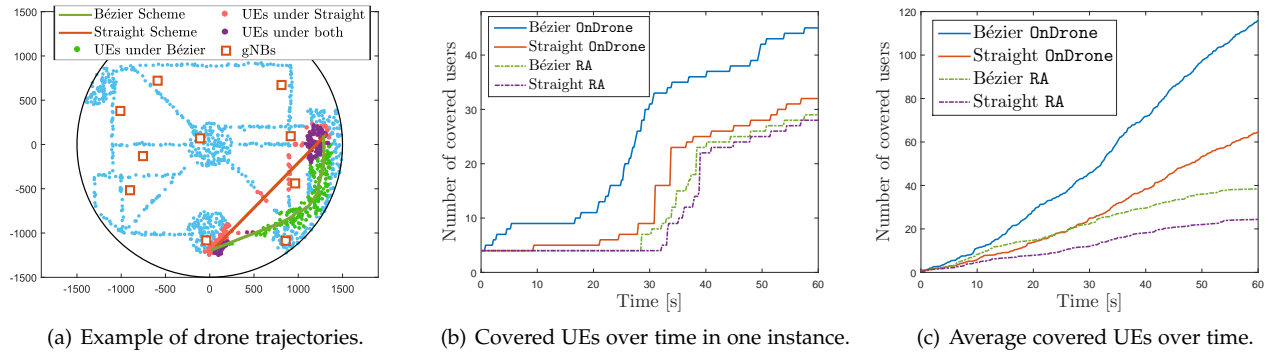 Bézier Scheme
Straight Scheme
UEs under Bézier
UEs under Straight
UEs under both
gNBs
1500
1000
500
0
-500
-1000
-1500
-1500 -1000 -500 0 500 1000 1500
(a) Example of drone trajectories.
Number of covered users
40
30
20
10
0
Bézier OnDrone
Straight OnDrone
Bézier RA
Straight RA
0 10 20 30 40 50 60
Time [s]
(b) Covered UEs over time in one instance.
Number of covered users
120
100
80
60
40
20
0
Bézier OnDrone
Straight OnDrone
Bézier RA
Straight RA
0 10 20 30 40 50 60
Time [s]
(c) Average covered UEs over time.